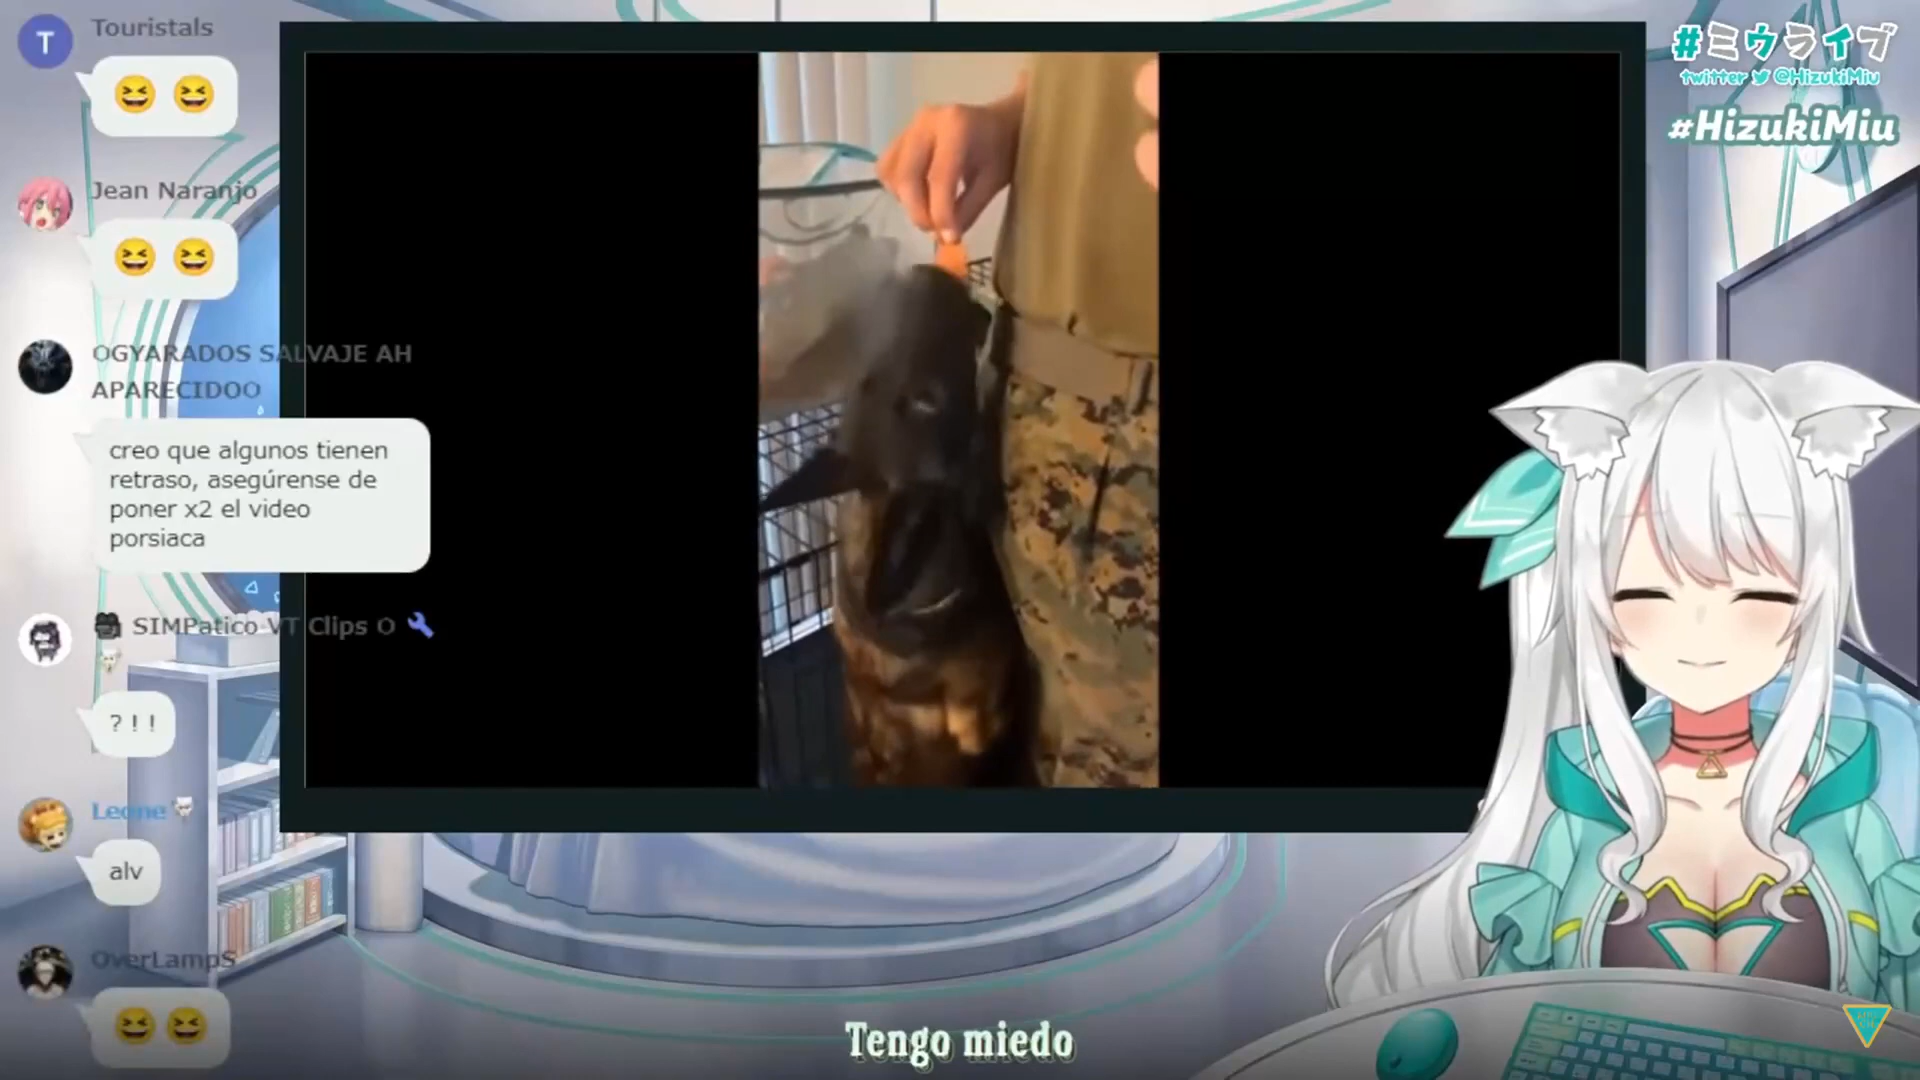 Touristals
T
Jean Naranjo
OGYARADOS SALVAJE AH
APARECIDOO
creo que algunos tienen
retraso, asegúrense de
poner x2 el video
porsiaca
SIMPatico VT Clips O
? ! !
Leone
alv
OverLampS
#ミウライブ
twitter @HizukiMiu
#HizukiMiu
Tengo miedo